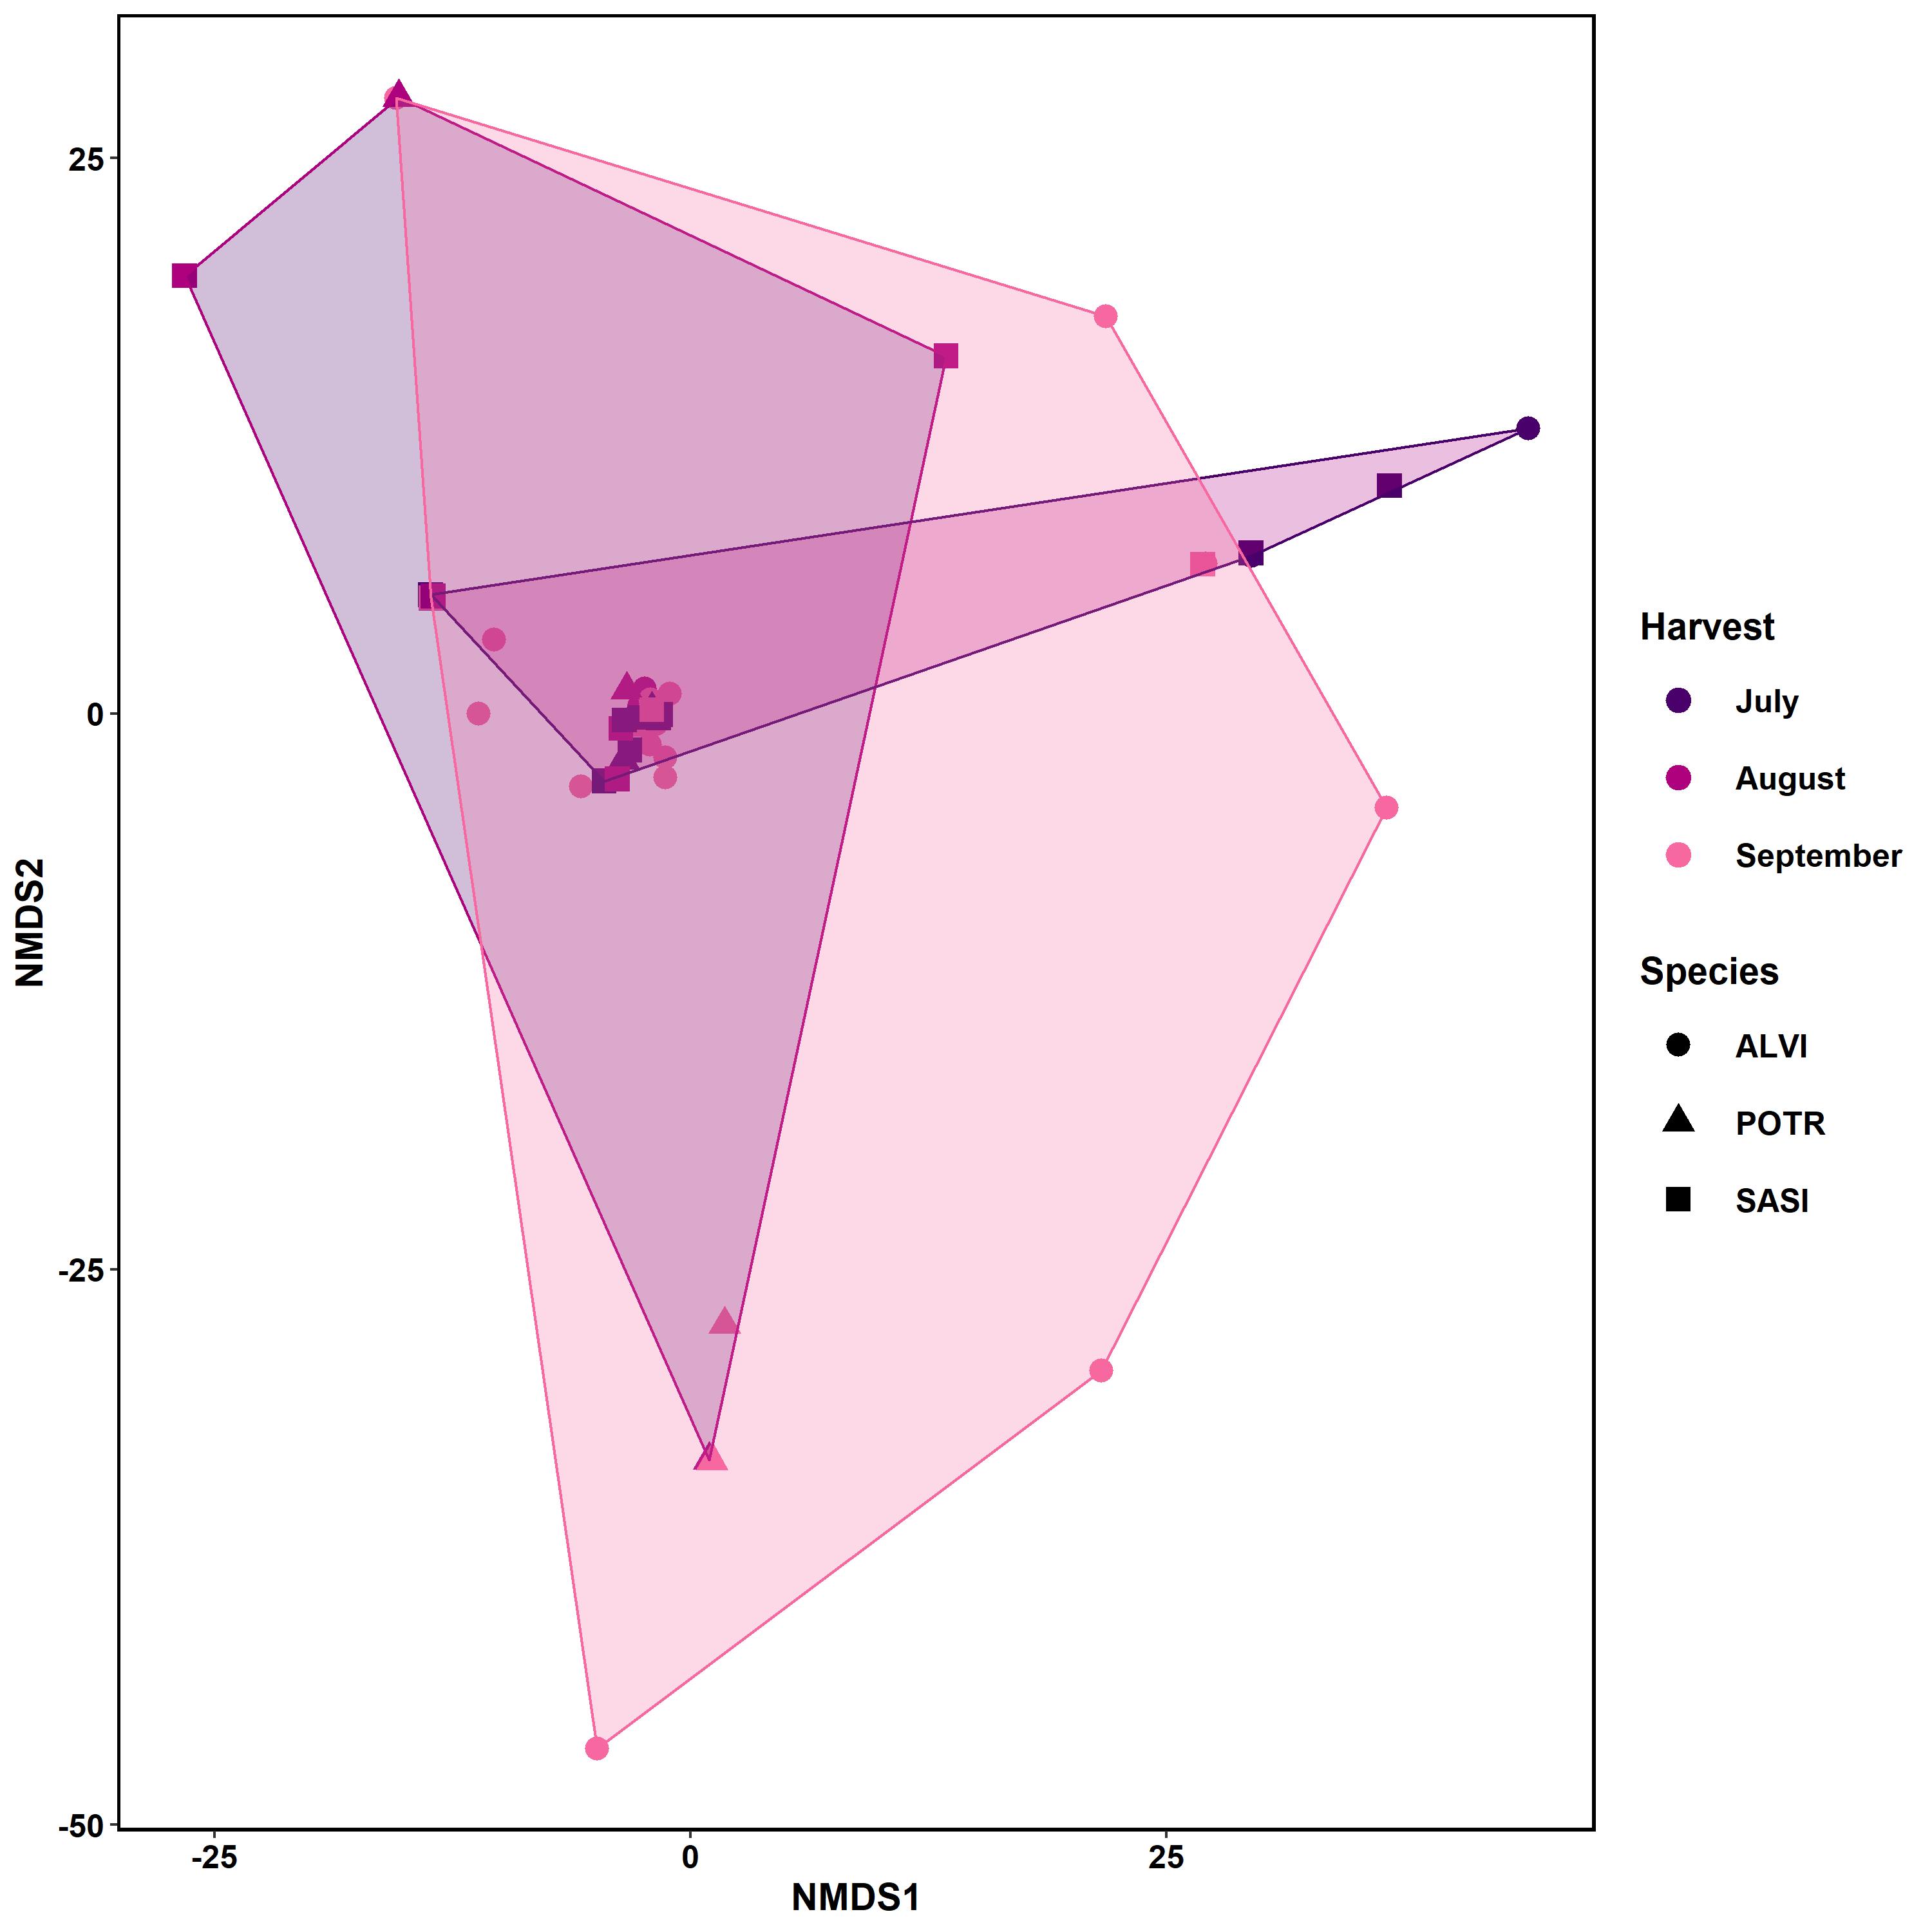 25
0
-25
-50
NMDS2
-25
0
25
NMDS1
Harvest
July
August
September
Species
ALVI
POTR
SASI